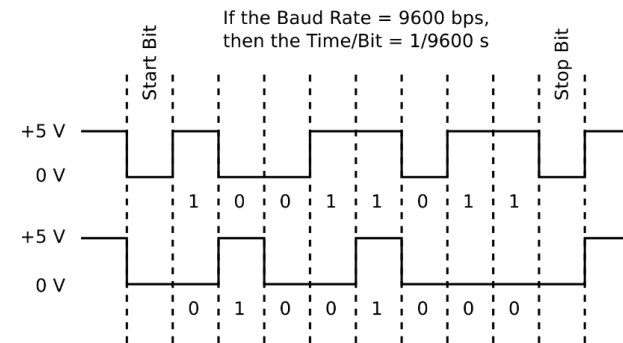 If the Baud Rate = 9600 bps,
then the Time/Bit = 1/9600 s
Start Bit
Stop Bit
+5 V
0 V
1 0 0 1 1 0 1 1
+5 V
0 V
0 1 0 0 1 0 0 0